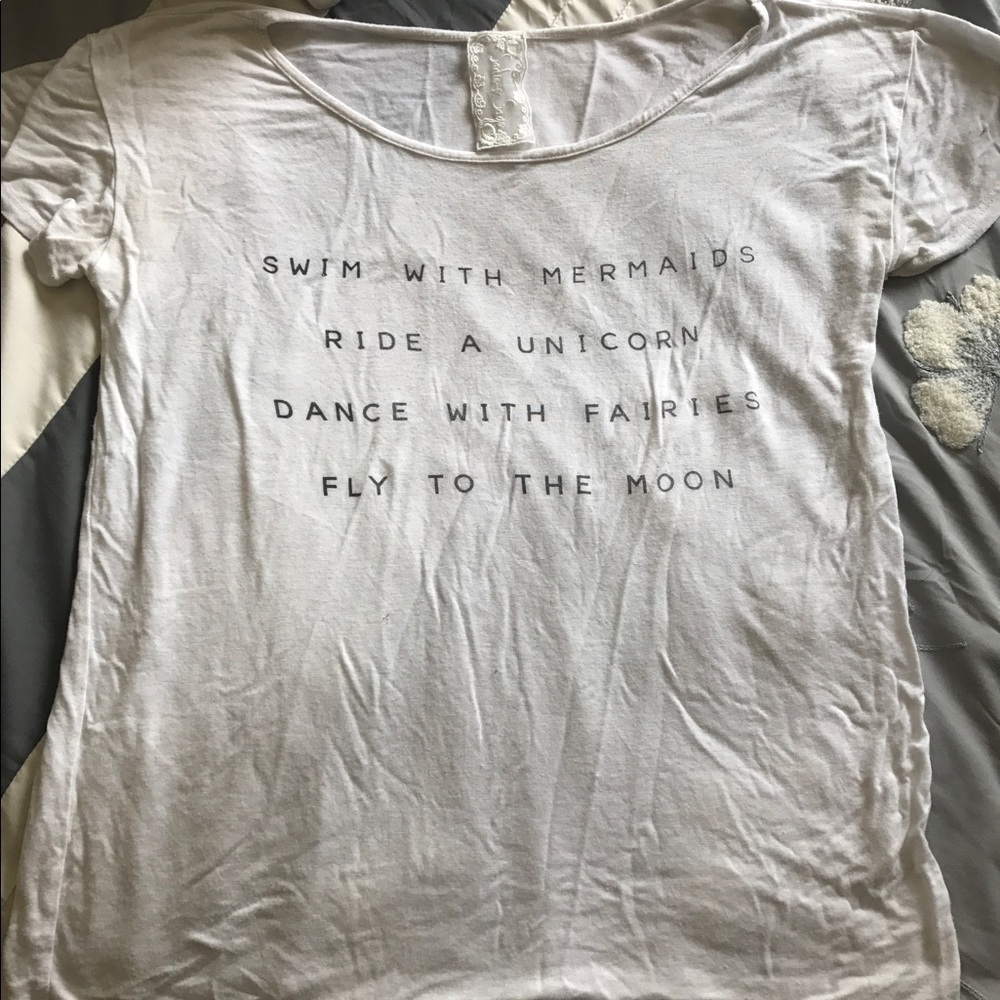 SWIM WITH MERMAIDS
RIDE A UNICORN
DANCE WITH FAIRIES
FLY TO THE MOON